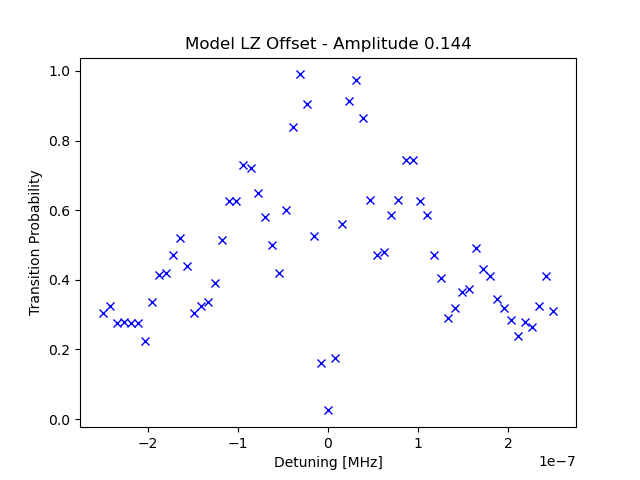 Model LZ Offset - Amplitude 0.144
1.0
0.8
0.6
0.4
0.2
0.0
Transition Probability
−2
−1
0
1
2
1e−7
Detuning [MHz]